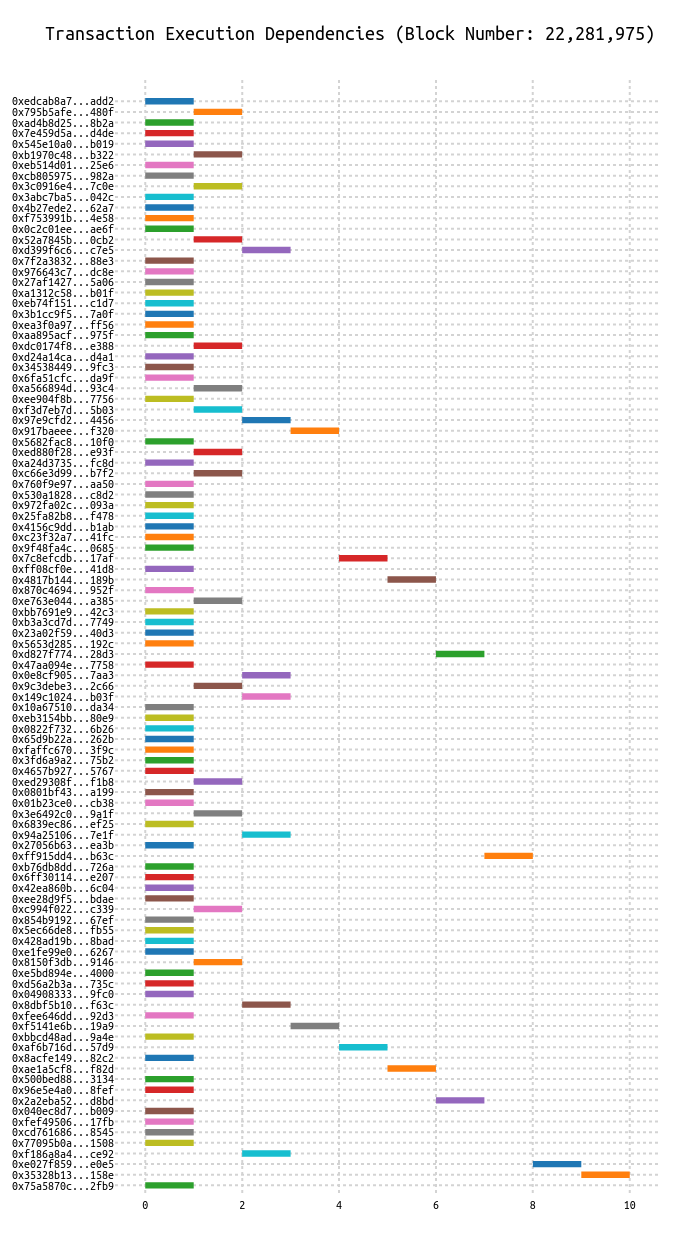 Transaction Execution Dependencies (Block Number: 22,281,975)
0xedcab8a7...add2
0x795b5afe...480f
0xad4b8d25...8b2a
0x7e459d5a...d4de
0x545e10a0...b019
0xb1970c48...b322
0xeb514d01...25e6
0xcb805975...982a
0x3c0916e4...7c0e
0x3abc7ba5...042c
0x4b27ede2...62a7
0xf753991b...4e58
0x0c2c01ee...ae6f
0x52a7845b...0cb2
0xd399f6c6...c7e5
0x7f2a3832...88e3
0x976643c7...dc8e
0x27af1427...5a06
0xa1312c58...b01f
0xeb74f151...c1d7
0x3b1cc9f5...7a0f
0xea3f0a97...ff56
0xaa895acf...975f
0xdc0174f8...e388
0xd24a14ca...d4a1
0x34538449...9fc3
0x6fa51cfc...da9f
0xa566894d...93c4
0xee904f8b...7756
0xf3d7eb7d...5b03
0x97e9cfd2...4456
0x917baeee...f320
0x5682fac8...10f0
0xed880f28...e93f
0xa24d3735...fc8d
0xc66e3d99...b7f2
0x760f9e97...aa50
0x530a1828...c8d2
0x972fa02c...093a
0x25fa82b8...f478
0x4156c9dd...b1ab
0xc23f32a7...41fc
0x9f48fa4c...0685
0x7c8efcdb...17af
0xff08cf0e...41d8
0x4817b144...189b
0x870c4694...952f
0xe763e044...a385
0xbb7691e9...42c3
0xb3a3cd7d...7749
0x23a02f59...40d3
0x5653d285...192c
0xd827f774...28d3
0x47aa094e...7758
0x0e8cf905...7aa3
0x9c3debe3...2c66
0x149c1024...b03f
0x10a67510...da34
0xeb3154bb...80e9
0x0822f732...6b26
0x65d9b22a...262b
0xfaffc670...3f9c
0x3fd6a9a2...75b2
0x4657b927...5767
0xed29308f...f1b8
0x0801bf43...a199
0x01b23ce0...cb38
0x3e6492c0...9a1f
0x6839ec86...ef25
0x94a25106...7e1f
0x27056b63...ea3b
0xff915dd4...b63c
0xb76db8dd...726a
0x6ff30114...e207
0x42ea860b...6c04
0xee28d9f5...bdae
0xc994f022...c339
0x854b9192...67ef
0x5ec66de8...fb55
0x428ad19b...8bad
0xe1fe99e0...6267
0x8150f3db...9146
0xe5bd894e...4000
0xd56a2b3a...735c
0x04908333...9fc0
0x8dbf5b10...f63c
0xfee646dd...92d3
0xf5141e6b...19a9
0xbbcd48ad...9a4e
0xaf6b716d...57d9
0x8acfe149...82c2
0xae1a5cf8...f82d
0x500bed88...3134
0x96e5e4a0...8fef
0x2a2eba52...d8bd
0x040ec8d7...b009
0xfef49506...17fb
0xcd761686...8545
0x77095b0a...1508
0xf186a8a4...ce92
0xe027f859...e0e5
0x35328b13...158e
0x75a5870c...2fb9
0 2 4 6 8 10